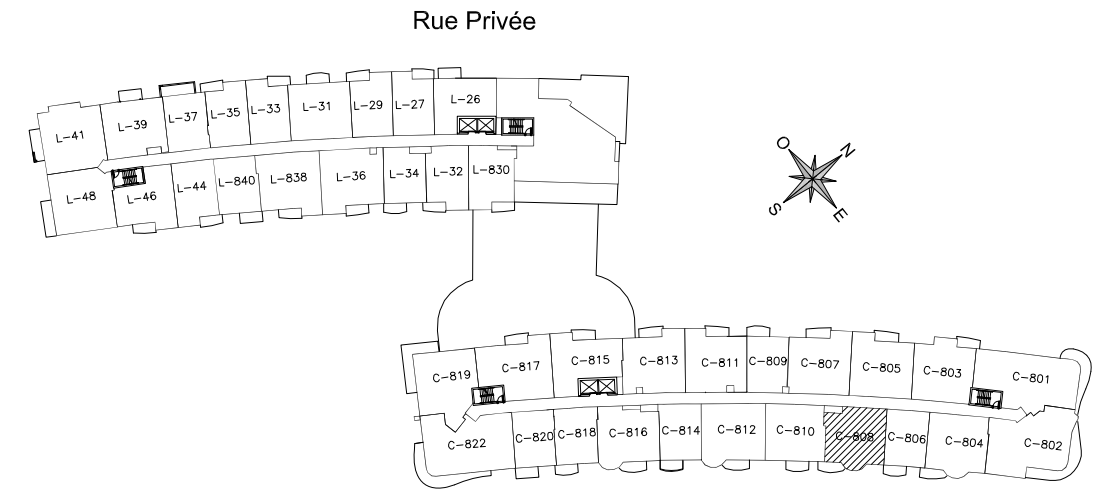 Rue Privée
L-41
L-39
L-37
L-35
L-33
L-31
L-29
L-27
L-26
L-48
L-46
L-44
L-840
L-838
L-36
L-34
L-32
L-830
O
N
S
E
C-819
C-817
C-815
C-813
C-811
C-809
C-807
C-805
C-803
C-801
C-822
C-820
C-818
C-816
C-814
C-812
C-810
C-808
C-806
C-804
C-802